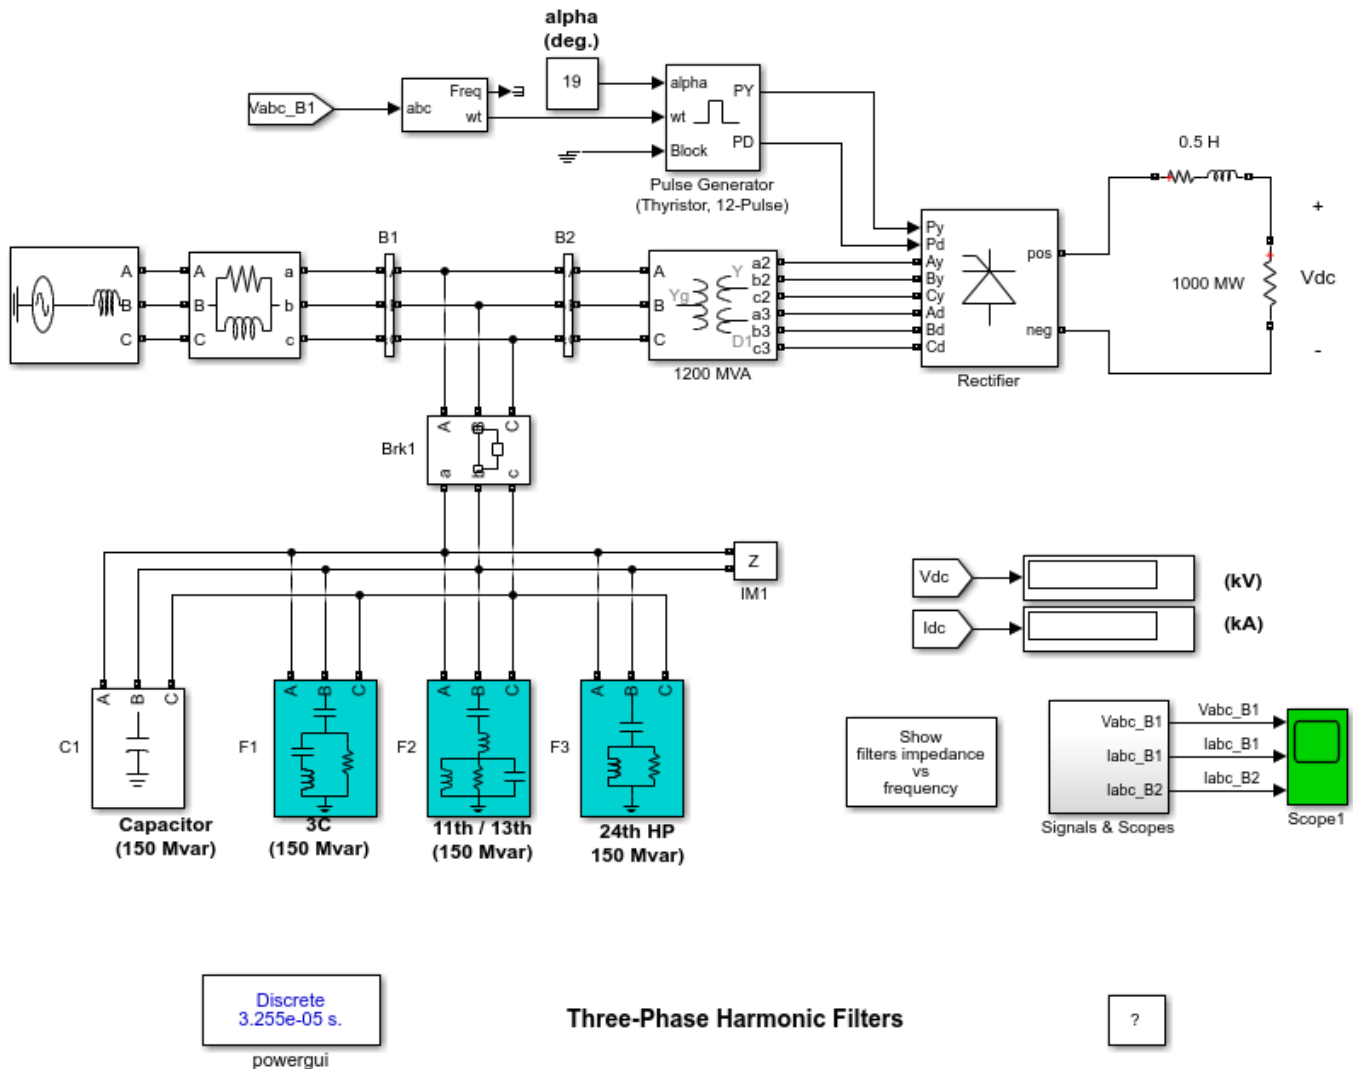 alpha
(deg.)
19
Vabc_B1
abc
Freq
wt
alpha
wt
Block
PY
PD
Pulse Generator
(Thyristor, 12-Pulse)
0.5 H
+
Vdc
-
1000 MW
A
B
C
A
B
C
a
b
c
B1
B2
A
B
C
Yg
Y
D1
a2
b2
c2
a3
b3
c3
1200 MVA
Py
Pd
Ay
By
Cy
Ad
Bd
Cd
pos
neg
Rectifier
Brk1
A
B
C
a
b
c
Z
IM1
Vdc
(kV)
Idc
(kA)
A
B
C
A
B
C
A
B
C
A
B
C
C1
F1
F2
F3
Capacitor
(150 Mvar)
3C
(150 Mvar)
11th / 13th
(150 Mvar)
24th HP
150 Mvar)
Show
filters impedance
vs
frequency
Vabc_B1
Iabc_B1
Iabc_B2
Vabc_B1
Iabc_B1
Iabc_B2
Signals & Scopes
Scope1
Discrete
3.255e-05 s.
powergui
Three-Phase Harmonic Filters
?